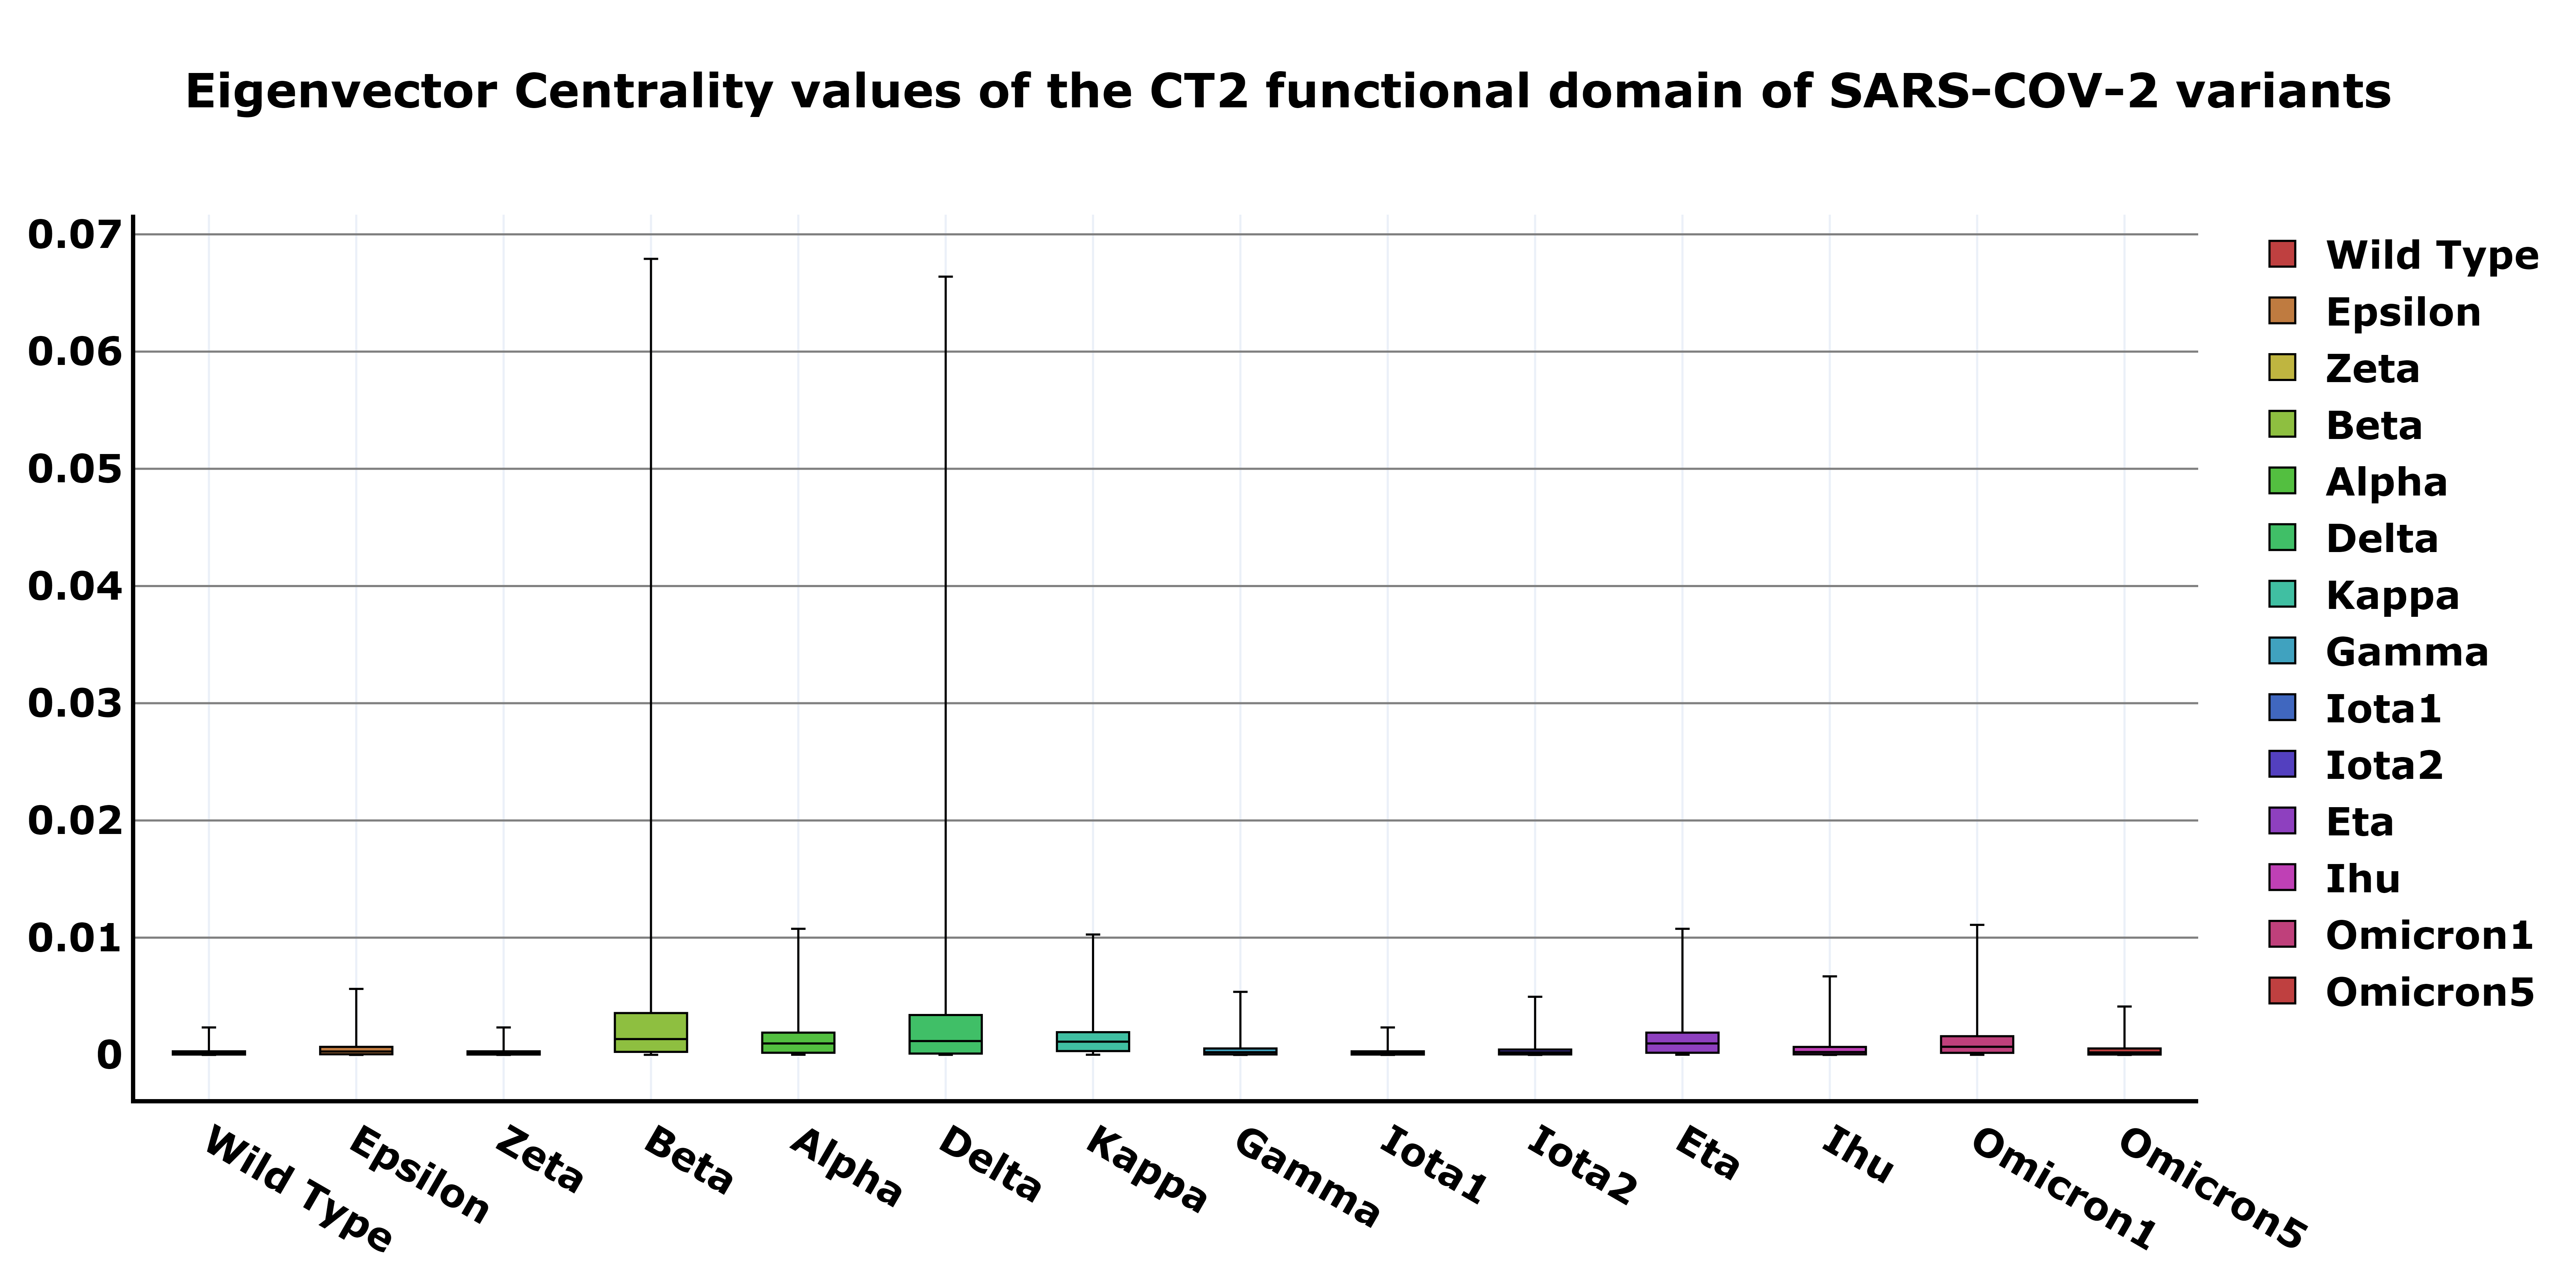 Eigenvector Centrality values of the CT2 functional domain of SARS-COV-2 variants
0.07
0.06
0.05
0.04
0.03
0.02
0.01
0
Wild Type
Epsilon
Zeta
Beta
Alpha
Delta
Kappa
Gamma
Iota1
Iota2
Eta
Ihu
Omicron1
Omicron5
Wild Type
Epsilon
Zeta
Beta
Alpha
Delta
Kappa
Gamma
Iota1
Iota2
Eta
Ihu
Omicron1
Omicron5